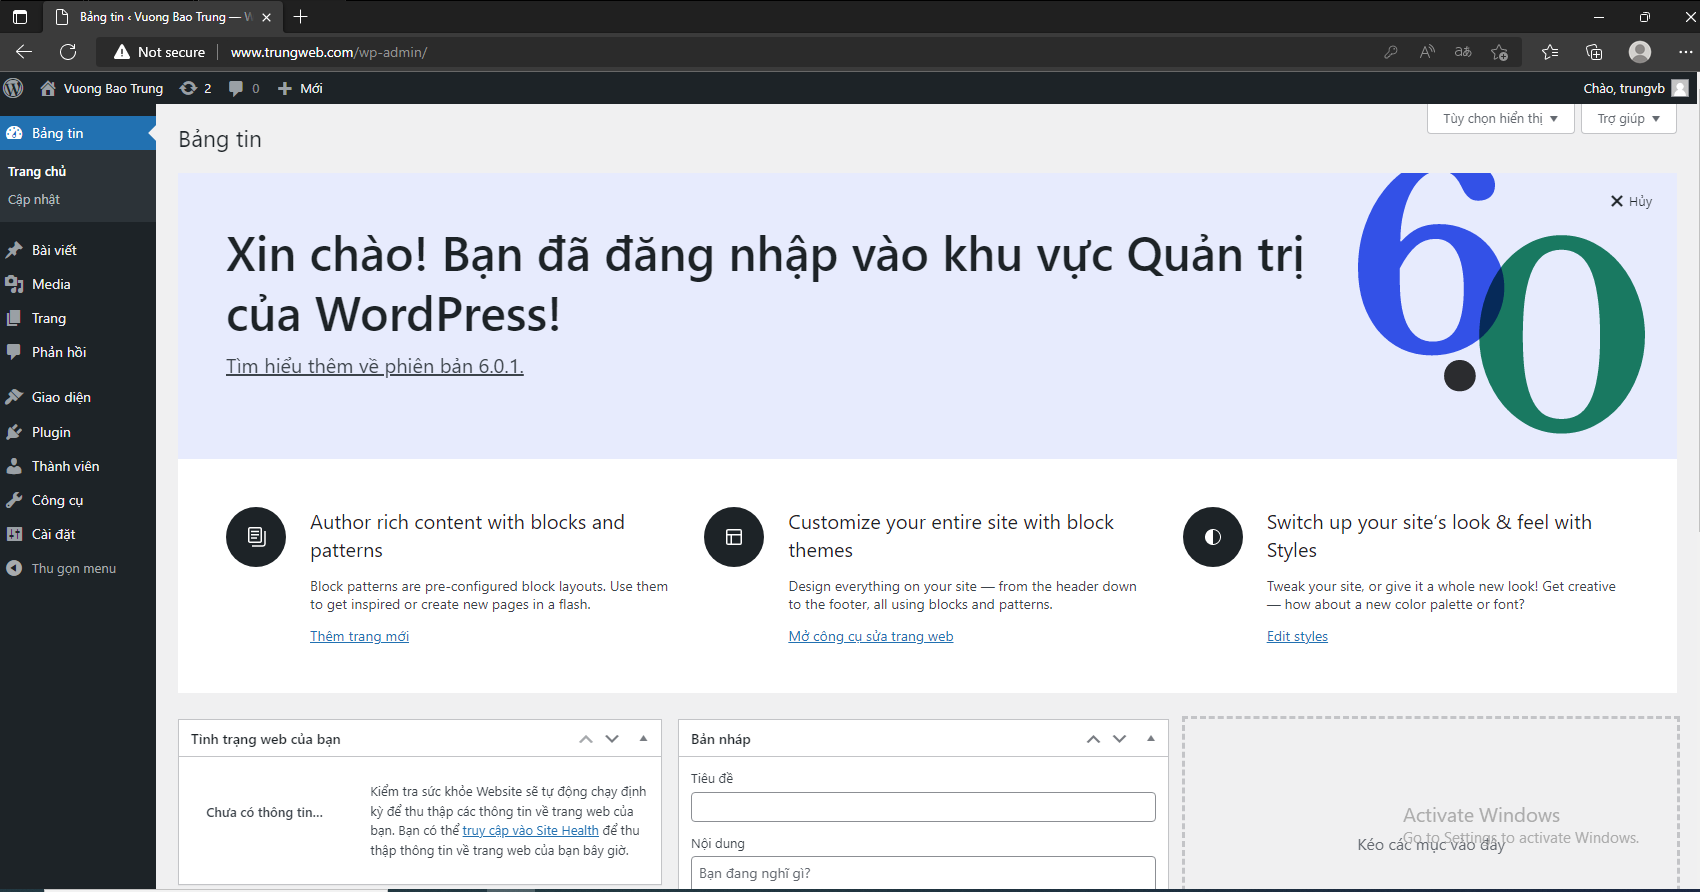 Bảng tin ‹ Vuong Bao Trung — W
Not secure
www.trungweb.com/wp-admin/
Vuong Bao Trung
2
0
Mới
Chào, trungvb
Bảng tin
Trang chủ
Cập nhật
Bài viết
Media
Trang
Phản hồi
Giao diện
Plugin
Thành viên
Công cụ
Cài đặt
Thu gọn menu
Bảng tin
Tùy chọn hiển thị
Trợ giúp
6.0
Hủy
Xin chào! Bạn đã đăng nhập vào khu vực Quản trị
của WordPress!
Tìm hiểu thêm về phiên bản 6.0.1.
Author rich content with blocks and
patterns
Block patterns are pre-configured block layouts. Use them
to get inspired or create new pages in a flash.
Thêm trang mới
Customize your entire site with block
themes
Design everything on your site — from the header down
to the footer, all using blocks and patterns.
Mở công cụ sửa trang web
Switch up your site’s look & feel with
Styles
Tweak your site, or give it a whole new look! Get creative
— how about a new color palette or font?
Edit styles
Tình trạng web của bạn
Chưa có thông tin...
Kiểm tra sức khỏe Website sẽ tự động chạy định
kỳ để thu thập các thông tin về trang web của
bạn. Bạn có thể truy cập vào Site Health để thu
thập thông tin về trang web của bạn bây giờ.
Bản nháp
Tiêu đề
Nội dung
Bạn đang nghĩ gì?
Kéo các mục vào đây
Activate Windows
Go to Settings to activate Windows.